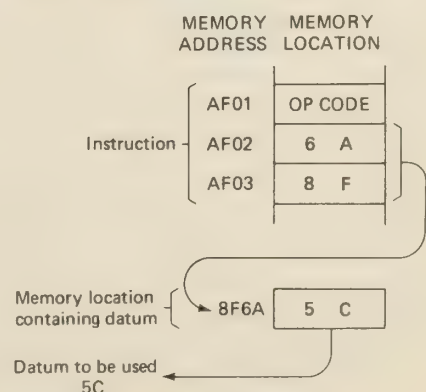 MEMORY MEMORY
ADDRESS LOCATION
AF01 OP CODE
Instruction AF02 6 A
AF03 8 F
Memory location
containing datum 8F6A 5 C
Datum to be used
5C